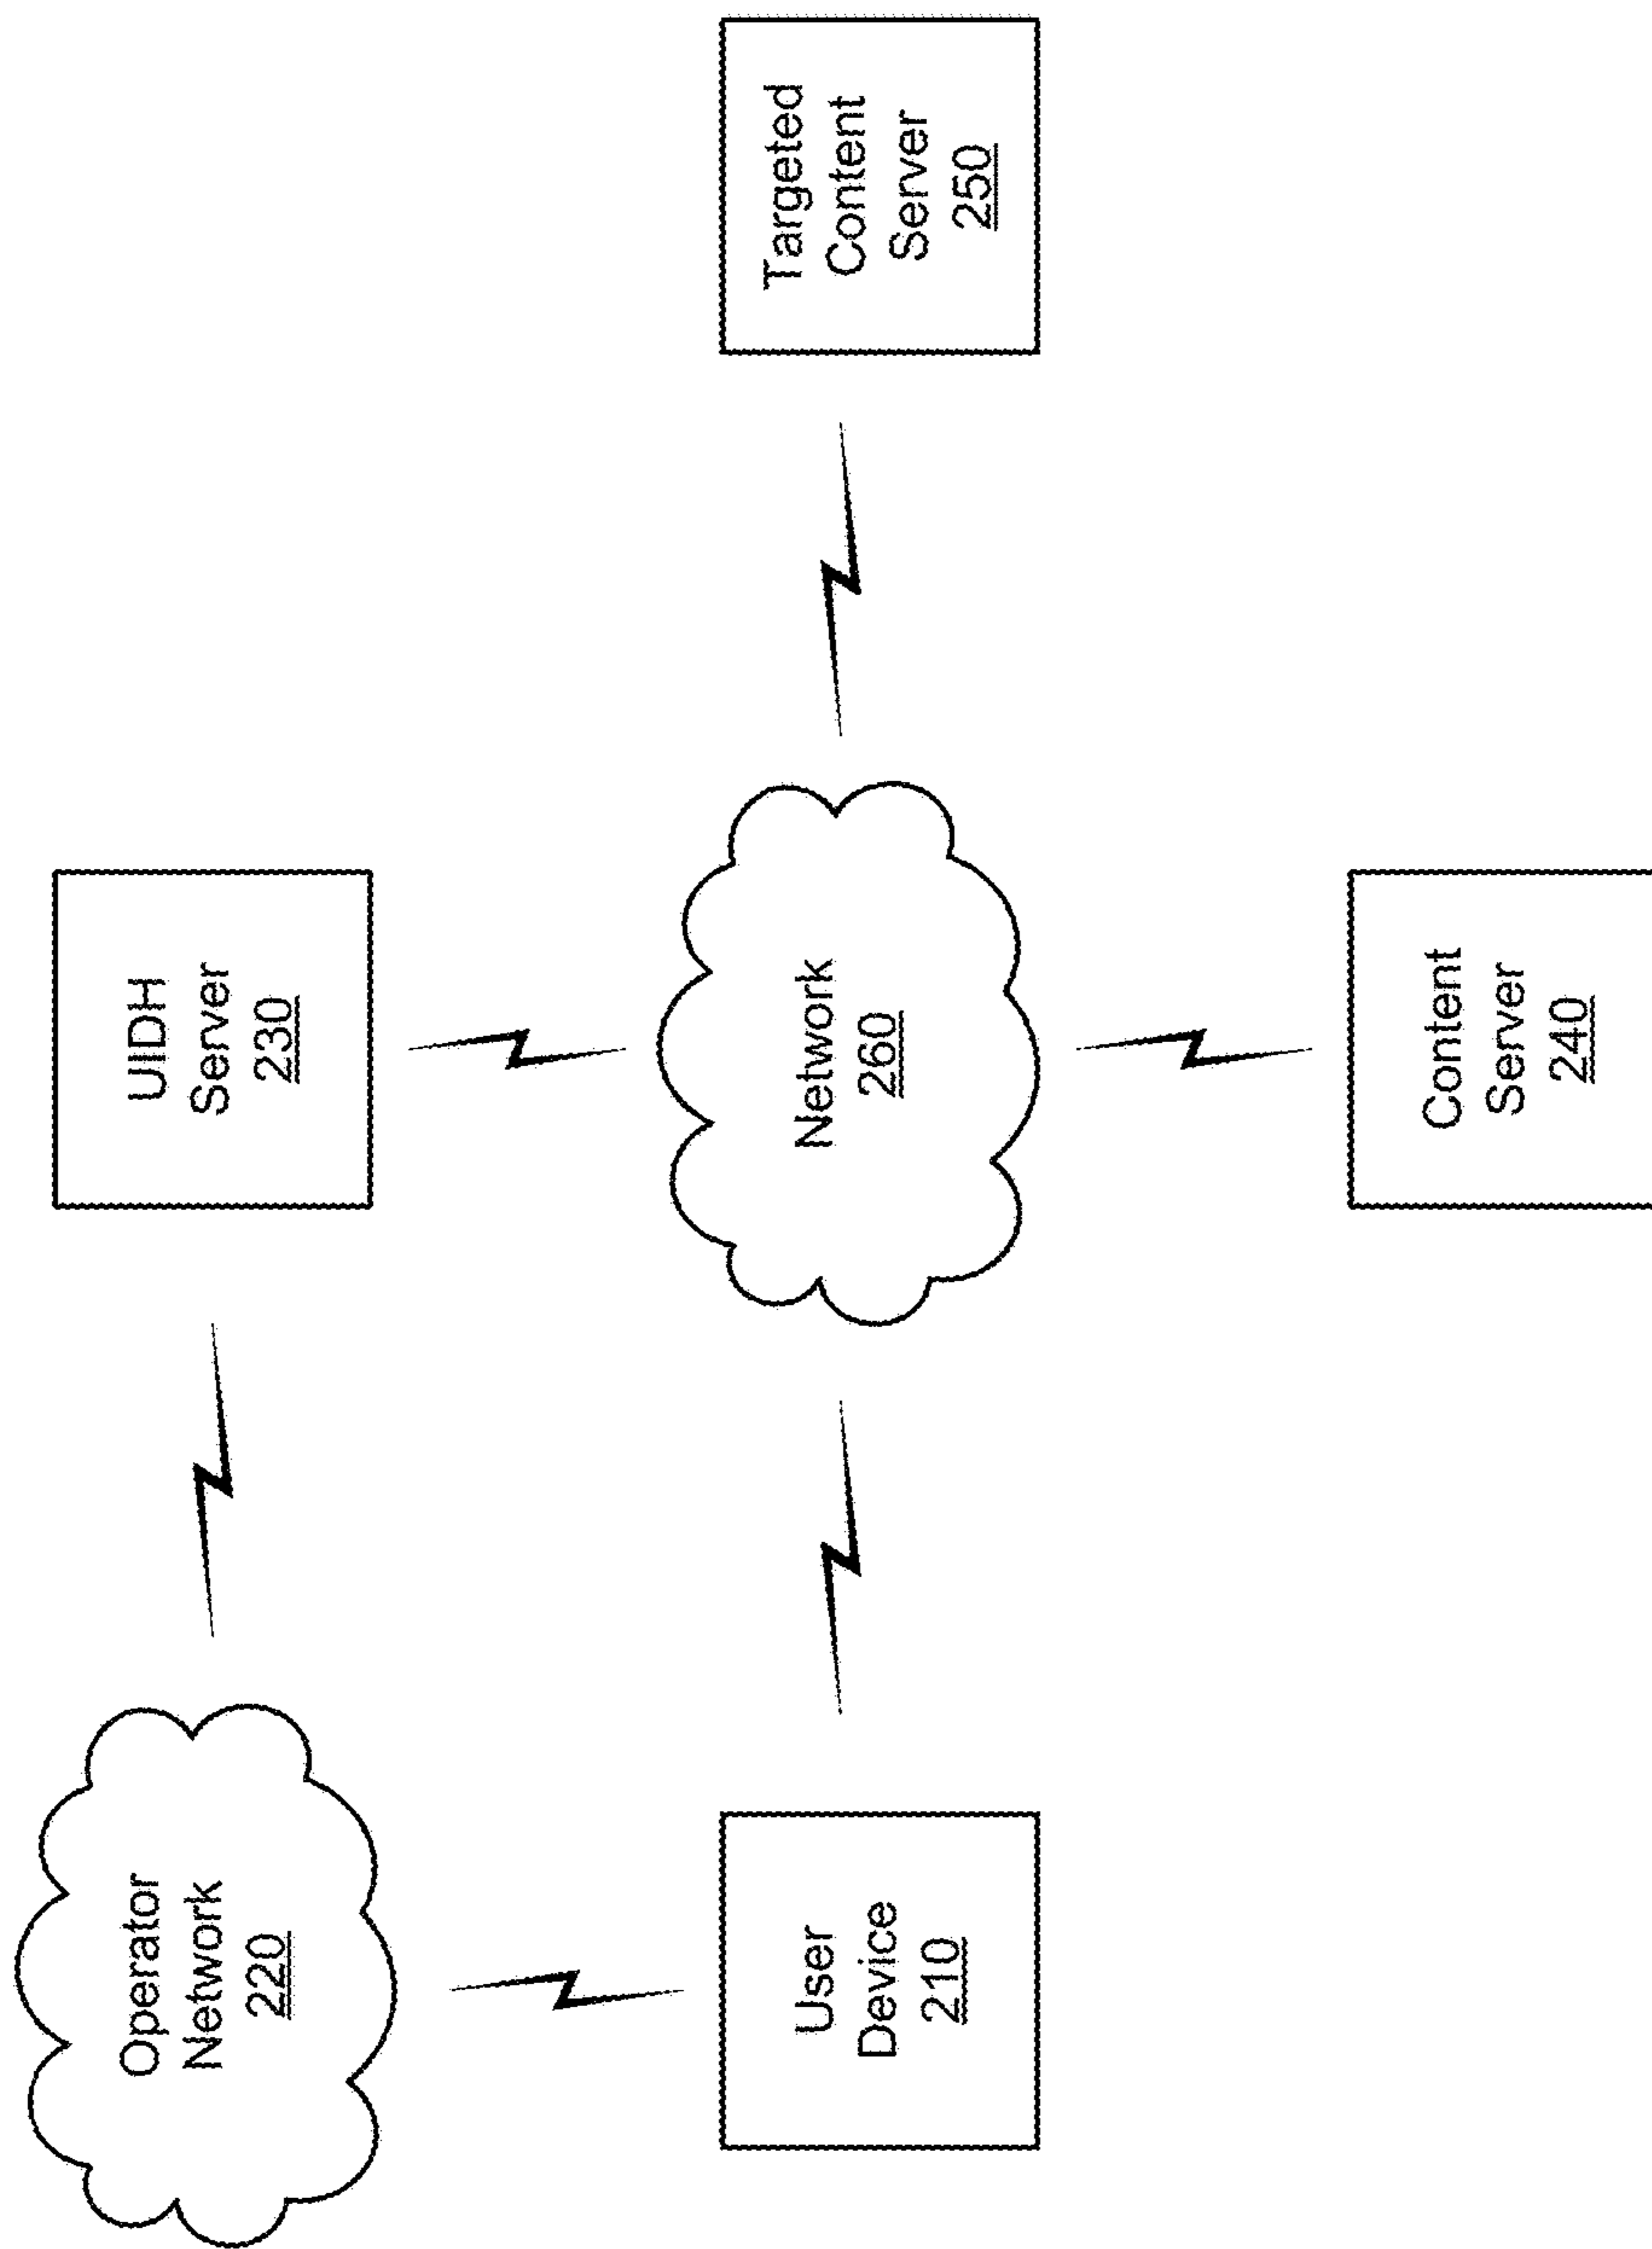 Operator
Network
220
UIDH
Server
230
User
Device
210
Network
260
Targeted
Content
Server
250
Content
Server
240